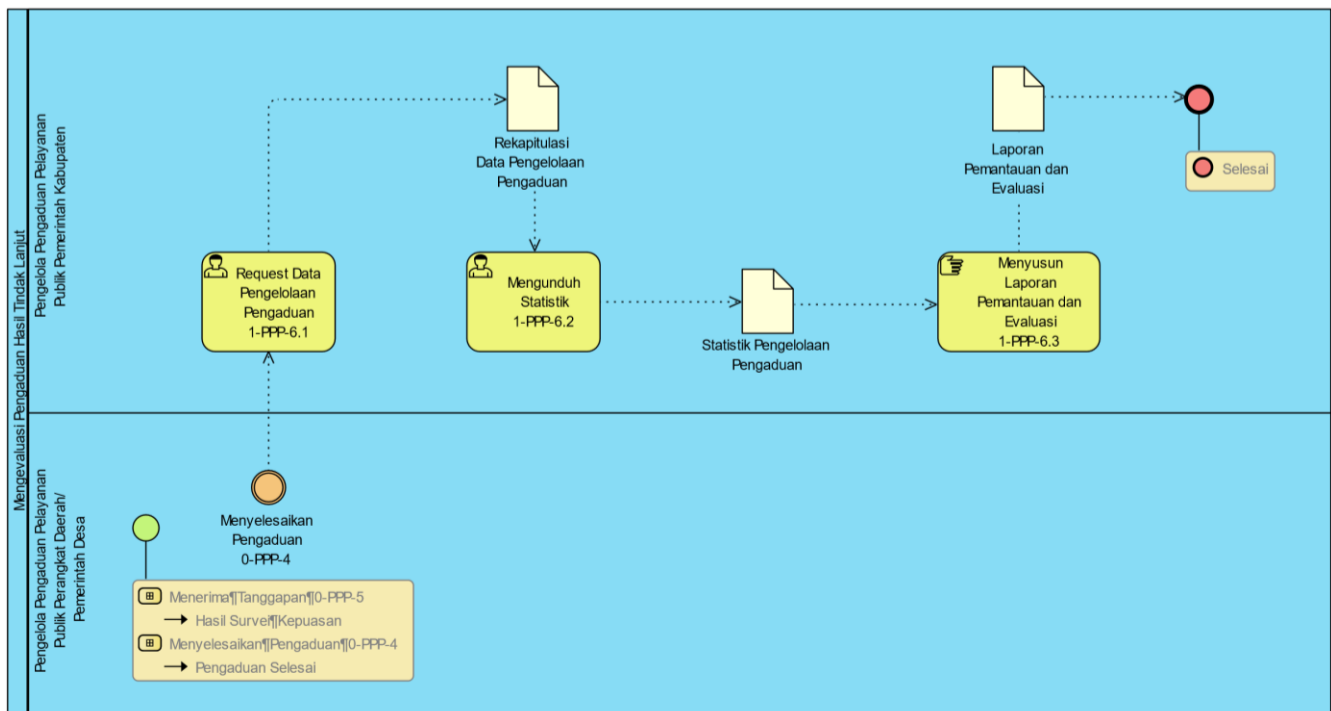 Mengevaluasi Pengaduan Hasil Tindak Lanjut
Pengelola Pengaduan Pelayanan
Publik Pemerintah Kabupaten
Rekapitulasi
Data Pengelolaan
Pengaduan
Laporan
Pemantauan dan
Evaluasi
Selesai
Request Data
Pengelolaan
Pengaduan
1-PPP-6.1
Mengunduh
Statistik
1-PPP-6.2
Statistik Pengelolaan
Pengaduan
Menyusun
Laporan
Pemantauan dan
Evaluasi
1-PPP-6.3
Pengelola Pengaduan Pelayanan
Publik Perangkat Daerah/
Pemerintah Desa
Menyelesaikan
Pengaduan
0-PPP-4
Menerima¶Tanggapan¶0-PPP-5
Hasil Survei¶Kepuasan
Menyelesaikan¶Pengaduan¶0-PPP-4
Pengaduan Selesai